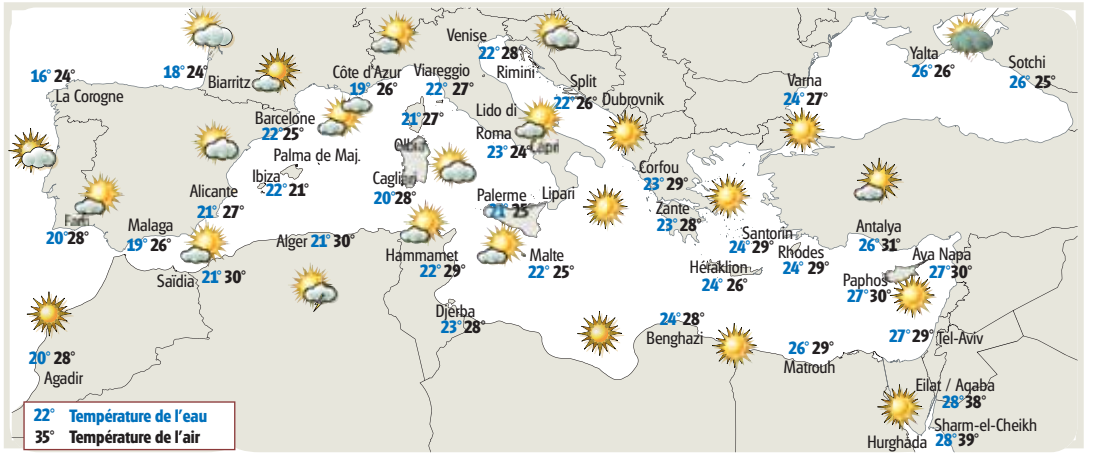 Venise
22° 28°
Rimini
Yalta
26° 26°
Sotchi
26° 25°
16° 24°
La Corogne
18° 24°
Biarritz
Côte d'Azur
19° 26°
Viareggio
22° 27°
Split
22° 26°
Dubrovnik
Varna
24° 27°
Barcelone
22° 25°
21° 27°
Olbia
Lido di
Roma
23° 24°
Capri
Palma de Maj.
Ibiza
22° 21°
Cagliari
20° 28°
Corfou
23° 29°
Alicante
21° 27°
Palerme
21° 25°
Lipari
Zante
23° 28°
Faro
20° 28°
Malaga
19° 26°
Alger 21° 30°
Santorin
24° 29°
Antalya
26° 31°
Saïdia
21° 30°
Hammamet
22° 29°
Malte
22° 25°
Héraklion
24° 26°
Rhodes
24° 29°
Aya Napa
27° 30°
Paphos
27° 30°
Djerba
23° 28°
24° 28°
Benghazi
27° 29°
Tel-Aviv
20° 28°
Agadir
26° 29°
Matrouh
Eilat / Aqaba
28° 38°
Sharm-el-Cheikh
28° 39°
Hurghada
22° Température de l'eau
35° Température de l'air